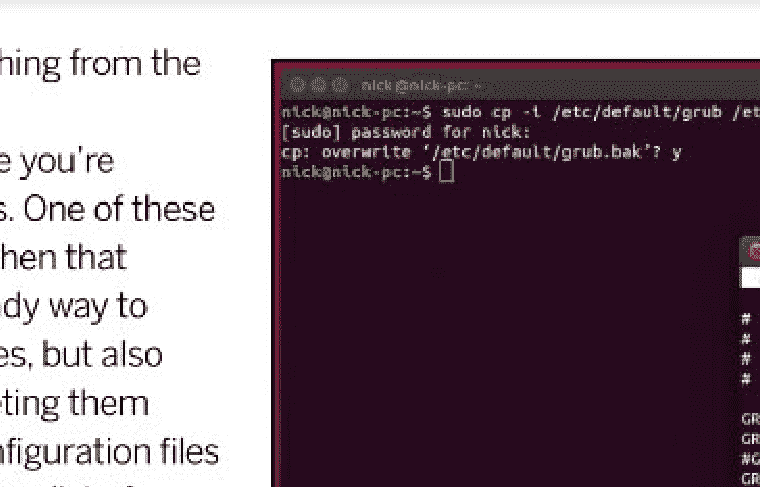 hing from the
e you're
s. One of these
hen that
dy way to
es, but also
ting them
figuration files
nick@nick-pc: ~
nick@nick-pc:~$ sudo cp -i /etc/default/grub /et
[sudo] password for nick:
cp: overwrite ‘/etc/default/grub.bak’? y
nick@nick-pc:~$
#
#
#
#
GR
GR
#G
GR